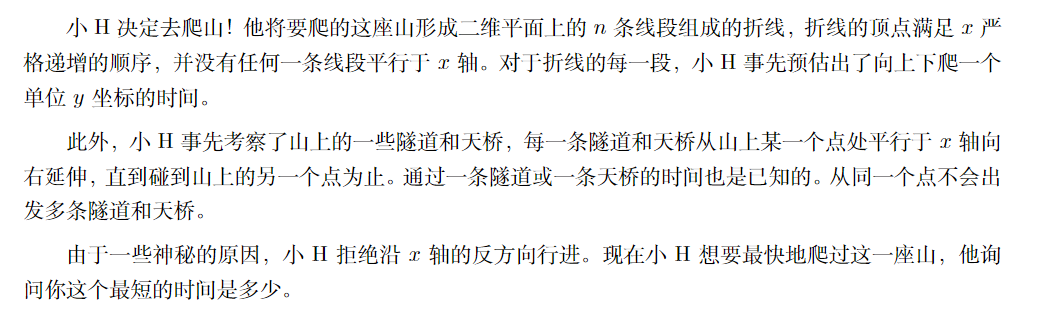 小 H 决定去爬山！他将要爬的这座山形成二维平面上的 n 条线段组成的折线，折线的顶点满足 x 严
格递增的顺序，并没有任何一条线段平行于 x 轴。对于折线的每一段，小 H 事先预估出了向上下爬一个
单位 y 坐标的时间。
此外，小 H 事先考察了山上的一些隧道和天桥，每一条隧道和天桥从山上某一个点处平行于 x 轴向
右延伸，直到碰到山上的另一个点为止。通过一条隧道或一条天桥的时间也是已知的。从同一个点不会出
发多条隧道和天桥。
由于一些神秘的原因，小 H 拒绝沿 x 轴的反方向行进。现在小 H 想要最快地爬过这一座山，他询
问你这个最短的时间是多少。